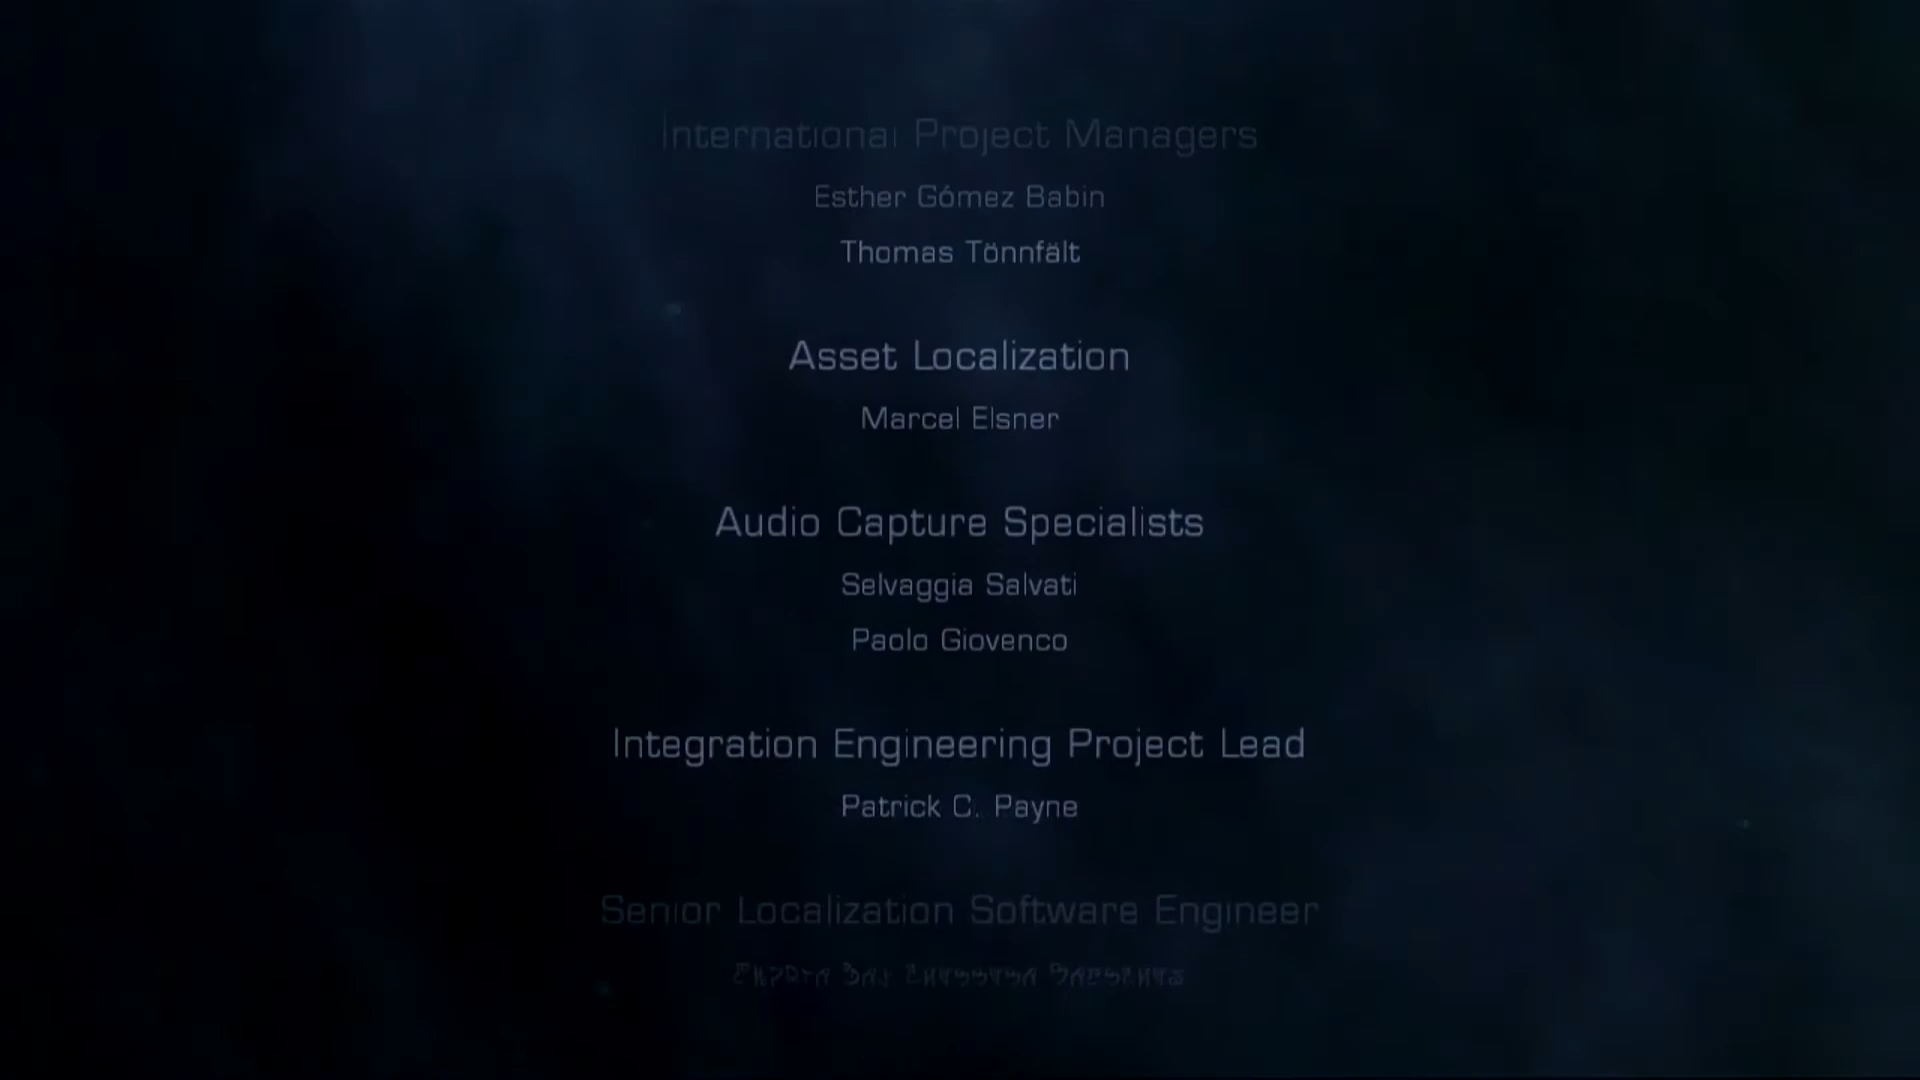 International Project Managers
Esther Gómez Babin
Thomas Tönnfält
Asset Localization
Marcel Elsner
Audio Capture Specialists
Selvaggia Salvati
Paolo Giovenco
Integration Engineering Project Lead
Patrick C. Payne
Senior Localization Software Engineer